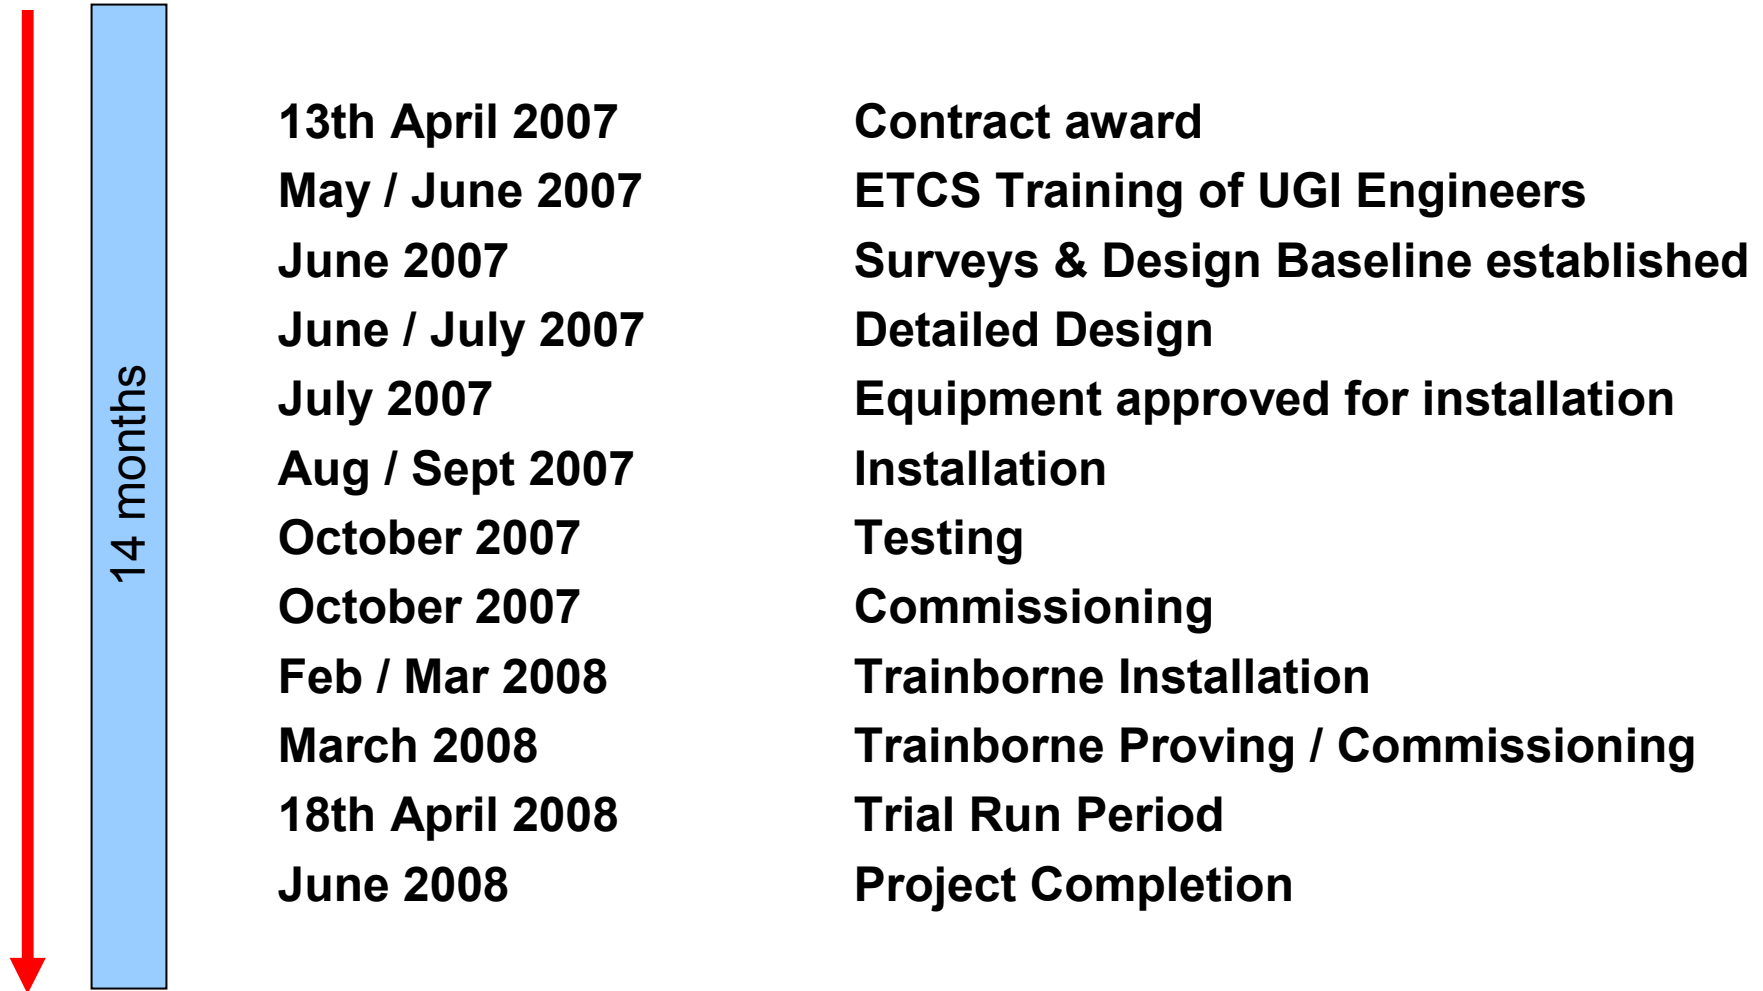 14 months
13th April 2007 Contract award
May / June 2007 ETCS Training of UGI Engineers
June 2007 Surveys & Design Baseline established
June / July 2007 Detailed Design
July 2007 Equipment approved for installation
Aug / Sept 2007 Installation
October 2007 Testing
October 2007 Commissioning
Feb / Mar 2008 Trainborne Installation
March 2008 Trainborne Proving / Commissioning
18th April 2008 Trial Run Period
June 2008 Project Completion